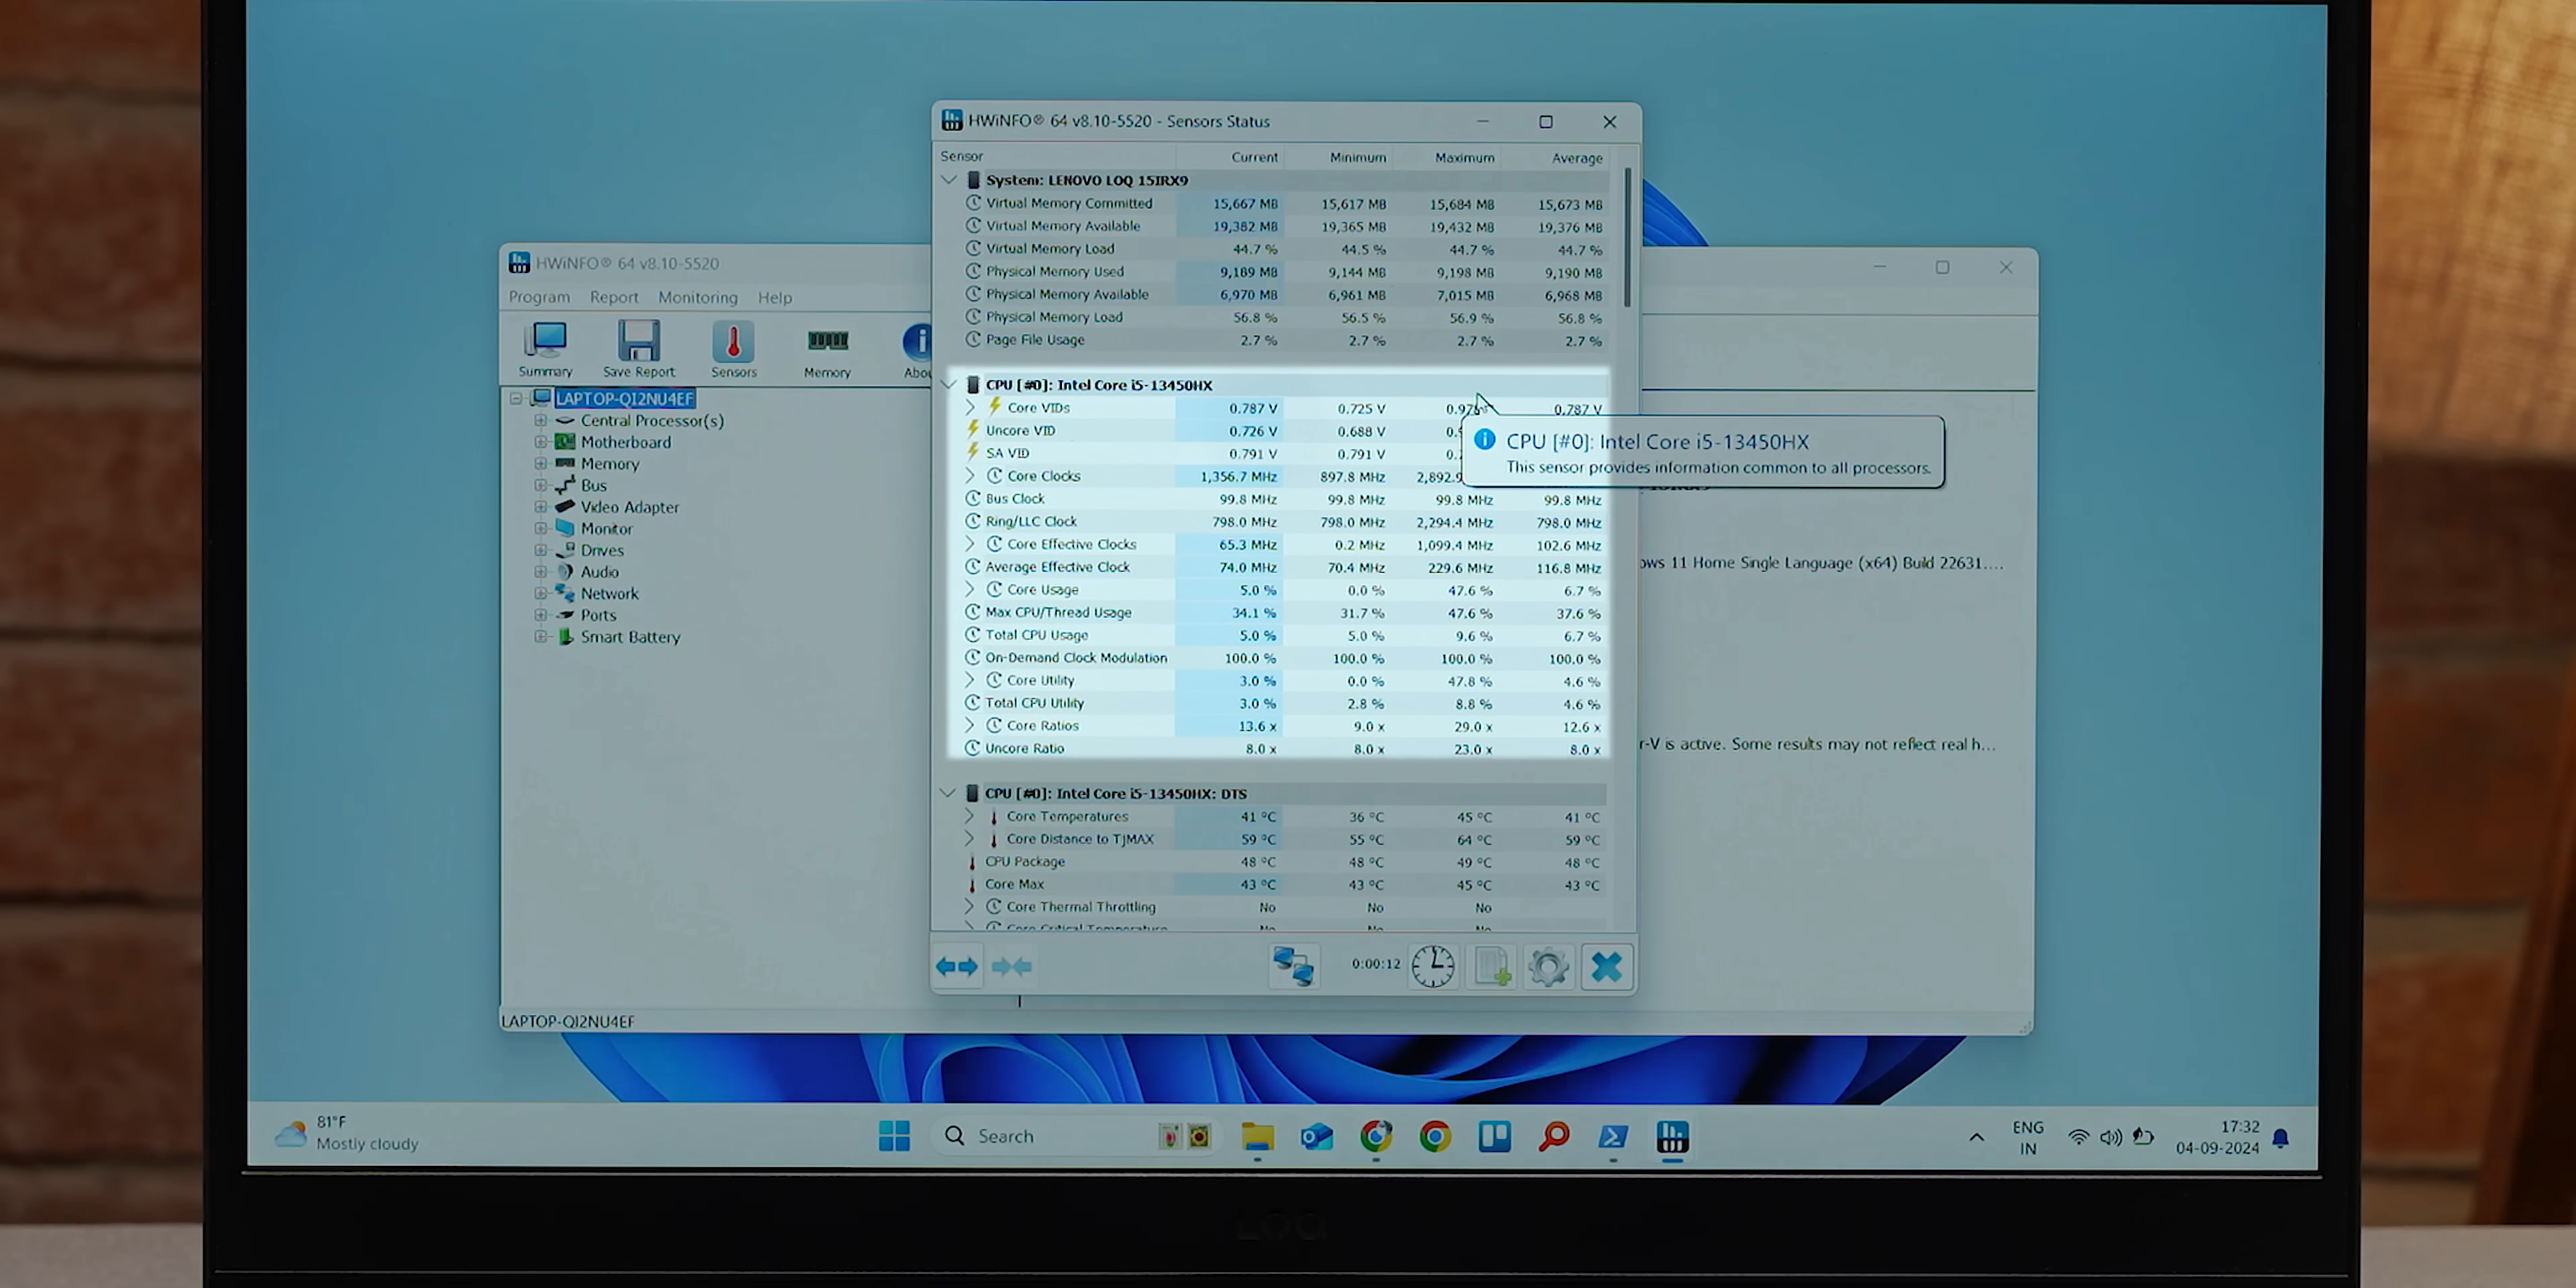 HWiNFO® 64 v8.10-5520 - Sensors Status
Sensor Current Minimum Maximum Average
System: LENOVO LOQ 15IRX9
Virtual Memory Committed 15,667 MB 15,617 MB 15,684 MB 15,673 MB
Virtual Memory Available 19,382 MB 19,365 MB 19,432 MB 19,376 MB
Virtual Memory Load 44.7 % 44.5 % 44.7 % 44.7 %
Physical Memory Used 9,189 MB 9,144 MB 9,198 MB 9,190 MB
Physical Memory Available 6,970 MB 6,961 MB 7,015 MB 6,968 MB
Physical Memory Load 56.8 % 56.5 % 56.9 % 56.8 %
Page File Usage 2.7 % 2.7 % 2.7 % 2.7 %
CPU [#0]: Intel Core i5-13450HX
Core VIDs 0.787 V 0.725 V 0.787 V
Uncore VID 0.726 V 0.688 V
SA VID 0.791 V 0.791 V
Core Clocks 1,356.7 MHz 897.8 MHz 2,892.9
Bus Clock 99.8 MHz 99.8 MHz 99.8 MHz 99.8 MHz
Ring/LLC Clock 798.0 MHz 798.0 MHz 2,294.4 MHz 798.0 MHz
Core Effective Clocks 65.3 MHz 0.2 MHz 1,099.4 MHz 102.6 MHz
Average Effective Clock 74.0 MHz 70.4 MHz 229.6 MHz 116.8 MHz
Core Usage 5.0 % 0.0 % 47.6 % 6.7 %
Max CPU/Thread Usage 34.1 % 31.7 % 47.6 % 37.6 %
Total CPU Usage 5.0 % 5.0 % 9.6 % 6.7 %
On-Demand Clock Modulation 100.0 % 100.0 % 100.0 % 100.0 %
Core Utility 3.0 % 0.0 % 47.8 % 4.6 %
Total CPU Utility 3.0 % 2.8 % 8.8 % 4.6 %
Core Ratios 13.6 x 9.0 x 29.0 x 12.6 x
Uncore Ratio 8.0 x 8.0 x 23.0 x 8.0 x
CPU [#0]: Intel Core i5-13450HX: DTS
Core Temperatures 41 °C 36 °C 45 °C 41 °C
Core Distance to TjMAX 59 °C 55 °C 64 °C 59 °C
CPU Package 48 °C 48 °C 49 °C 48 °C
Core Max 43 °C 43 °C 45 °C 43 °C
Core Thermal Throttling No No No
Core Critical Temperature No No No
0:00:12
CPU [#0]: Intel Core i5-13450HX
This sensor provides information common to all processors.
HWiNFO® 64 v8.10-5520
Program Report Monitoring Help
Summary Save Report Sensors Memory Abou
LAPTOP-QI2NU4EF
Central Processor(s)
Motherboard
Memory
Bus
Video Adapter
Monitor
Drives
Audio
Network
Ports
Smart Battery
ows 11 Home Single Language (x64) Build 22631....
r-V is active. Some results may not reflect real h...
LAPTOP-QI2NU4EF
81°F
Mostly cloudy
Search
ENG
IN
17:32
04-09-2024
LOQ